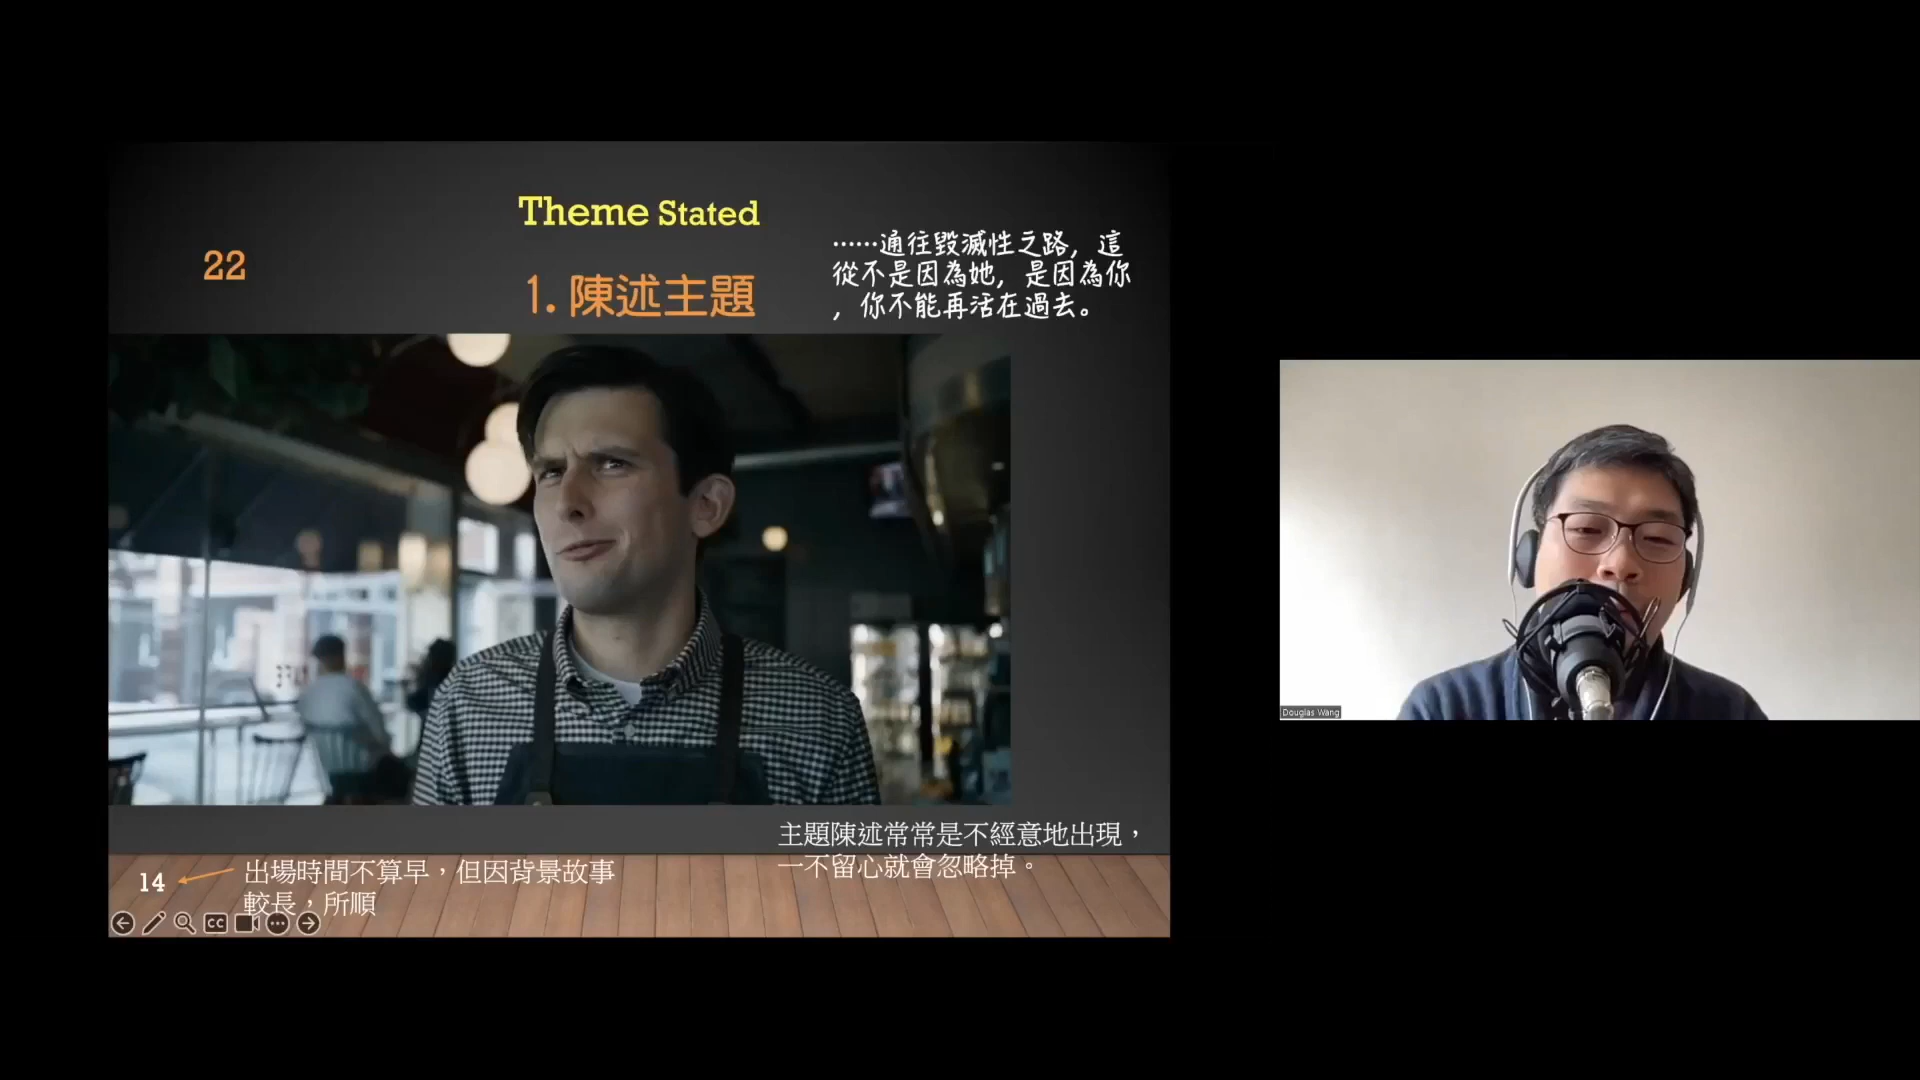 Theme Stated
22
1. 陳述主題
……通往毀滅性之路，這
從不是因為她，是因為你
，你不能再活在過去。
主題陳述常常是不經意地出現，
一不留心就會忽略掉。
14
出場時間不算早，但因背景故事
較長，所順
CC
Douglas Wang